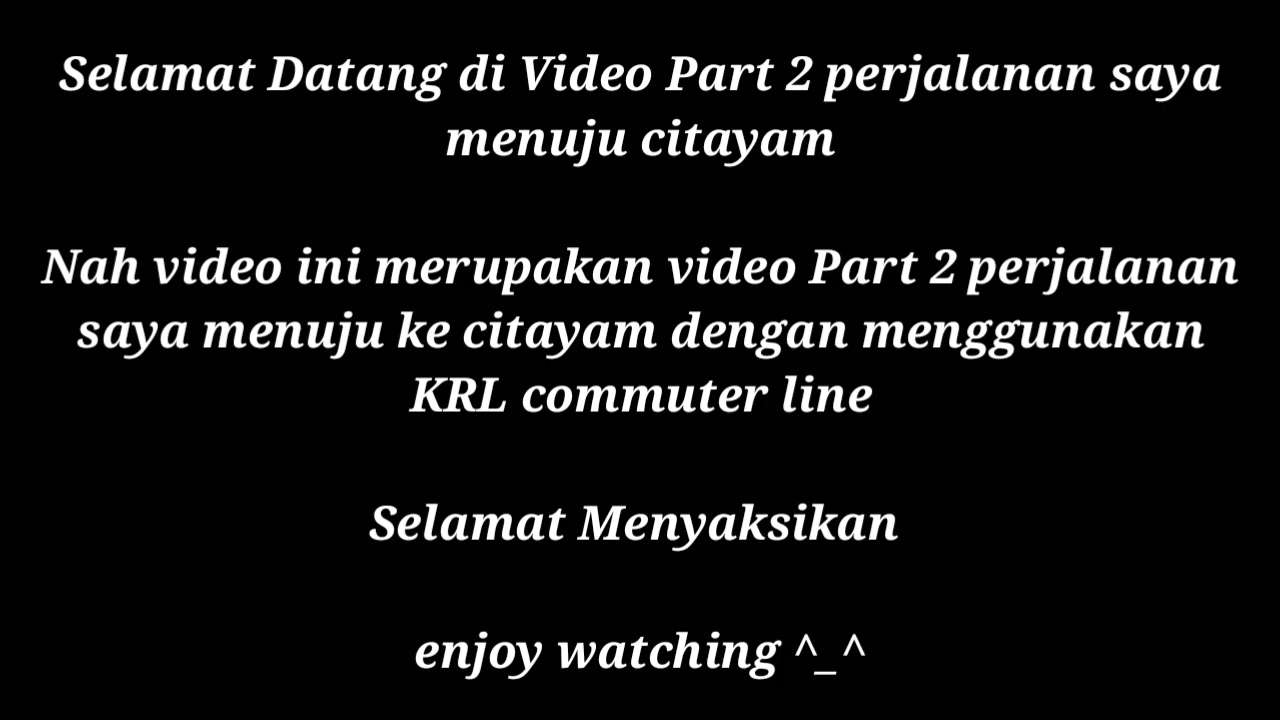 Selamat Datang di Video Part 2 perjalanan saya
menuju citayam
Nah video ini merupakan video Part 2 perjalanan
saya menuju ke citayam dengan menggunakan
KRL commuter line
Selamat Menyaksikan
enjoy watching ^_^